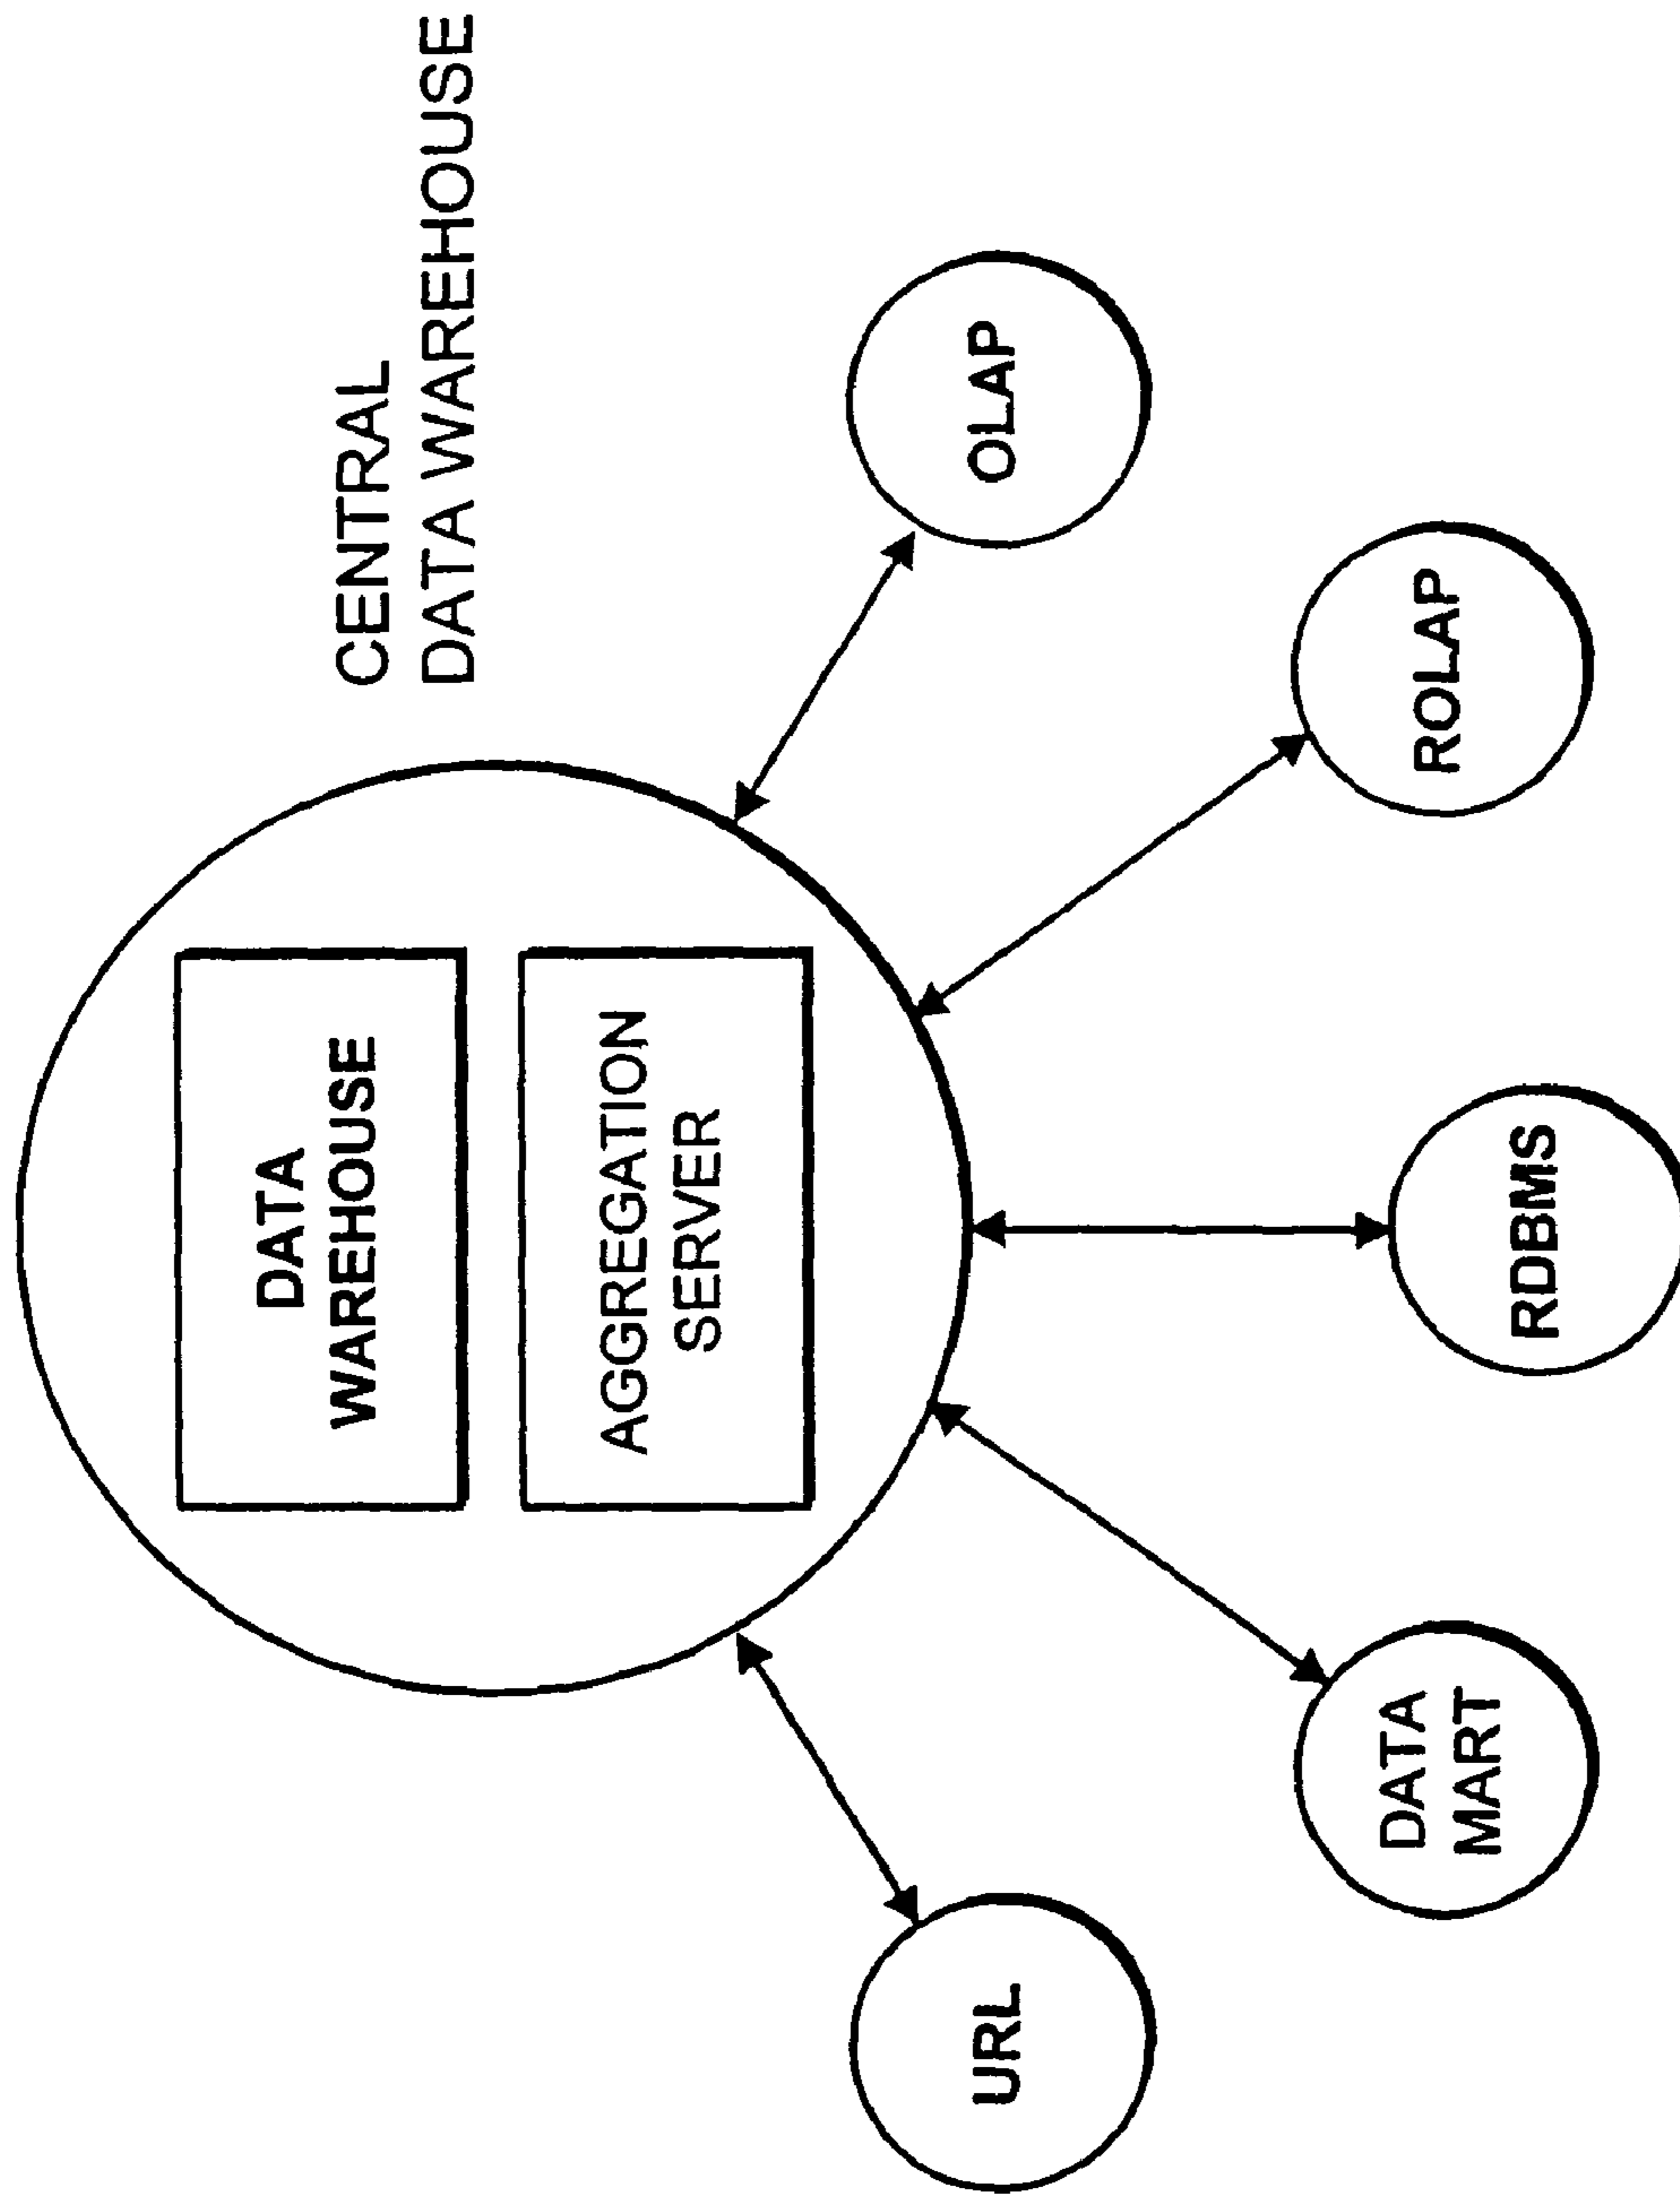 CENTRAL
DATA WAREHOUSE
DATA
WAREHOUSE
AGGREGATION
SERVER
URL
DATA
MART
RDBMS
ROLAP
OLAP